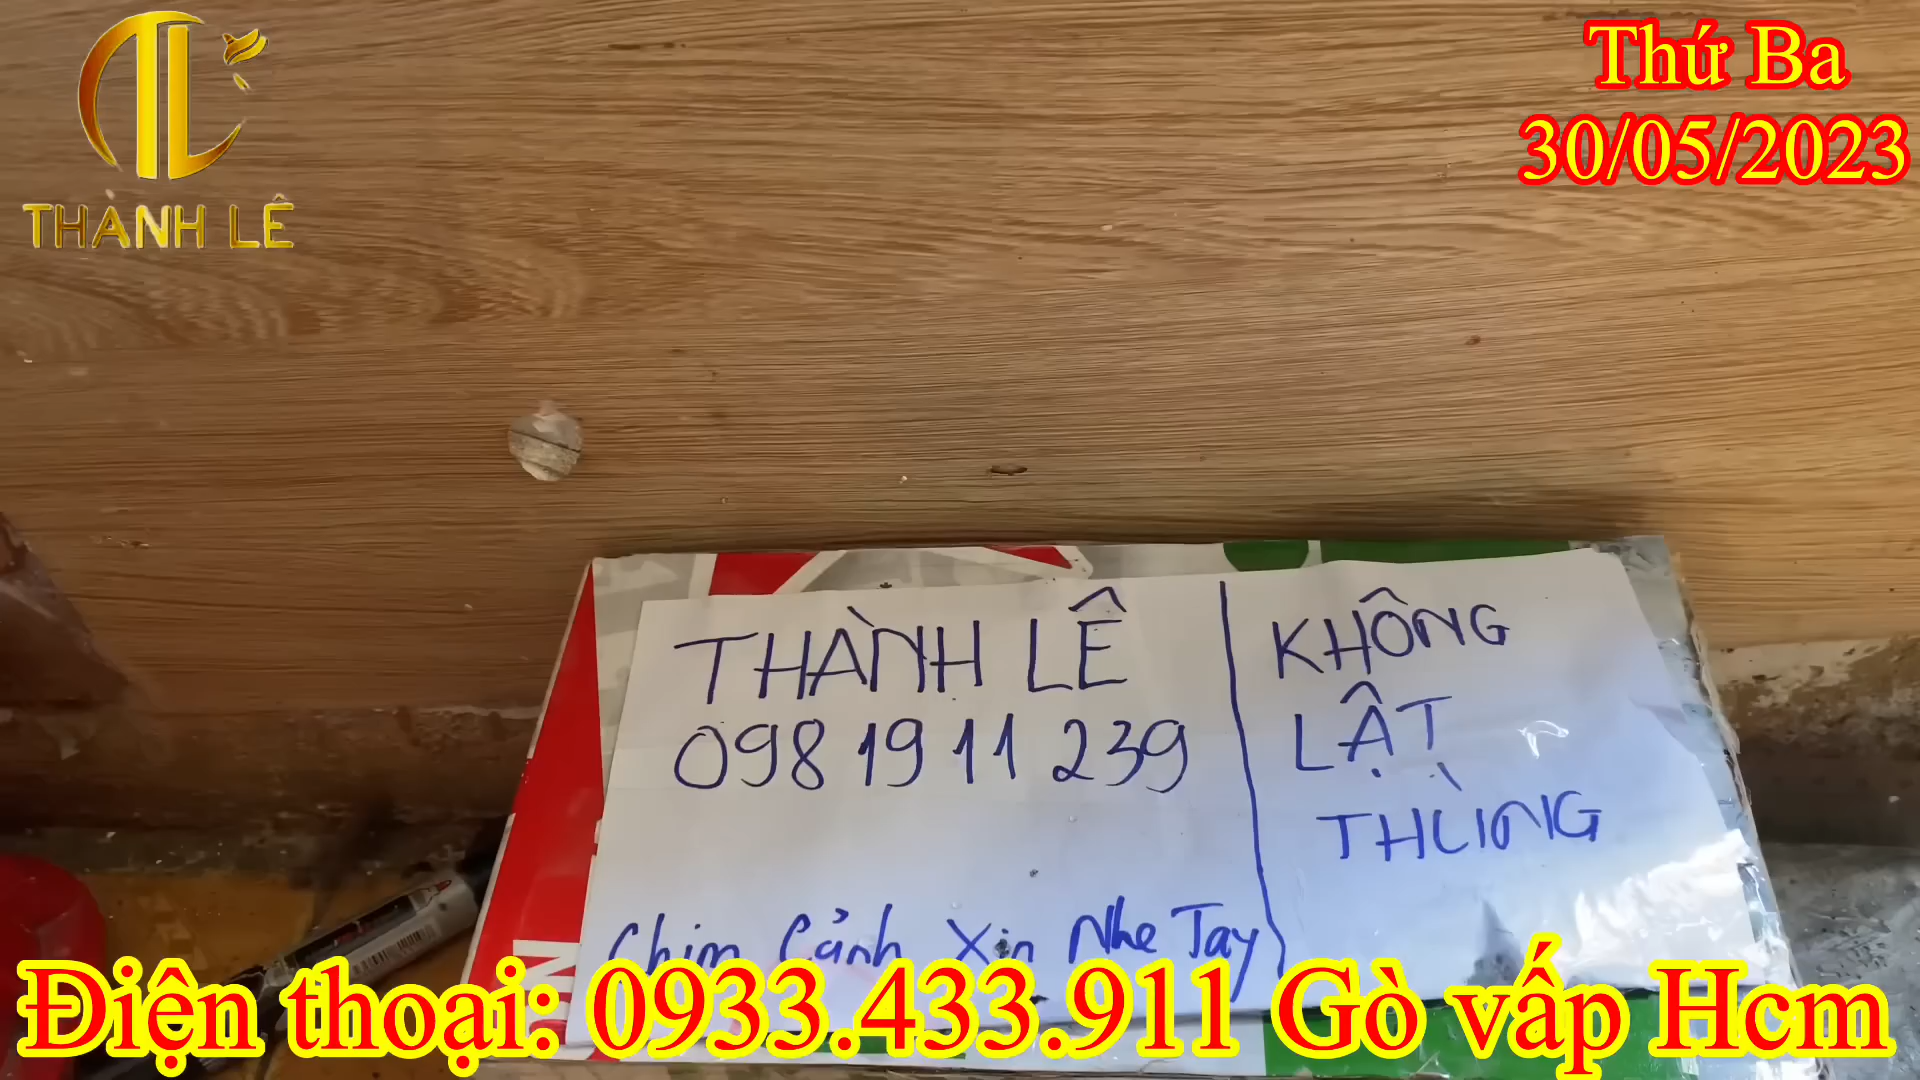 THÀNH LÊ
Thứ Ba
30/05/2023
THÀNH LÊ
098 19 11 239
KHÔNG
LẬT
THÙNG
Chim Cảnh Xin Nhẹ Tay
Điện thoại: 0933.433.911 Gò vấp Hcm